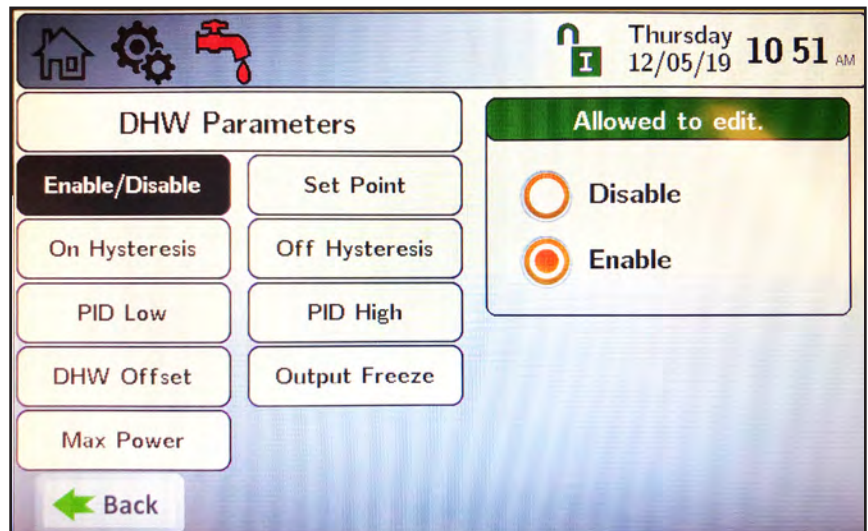 I
Thursday
12/05/19
10 51 AM
DHW Parameters
Enable/Disable
Set Point
On Hysteresis
Off Hysteresis
PID Low
PID High
DHW Offset
Output Freeze
Max Power
Back
Allowed to edit.
Disable
Enable